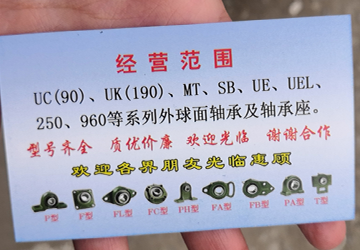 经营范围
UC(90)、UK(190)、MT、SB、UE、UEL、
250、960等系列外球面轴承及轴承座。
型号齐全 质优价廉 欢迎光临 谢谢合作
欢迎各界朋友光临惠顾
P型 F型 FL型 FC型 PH型 FA型 FB型 PA型 T型